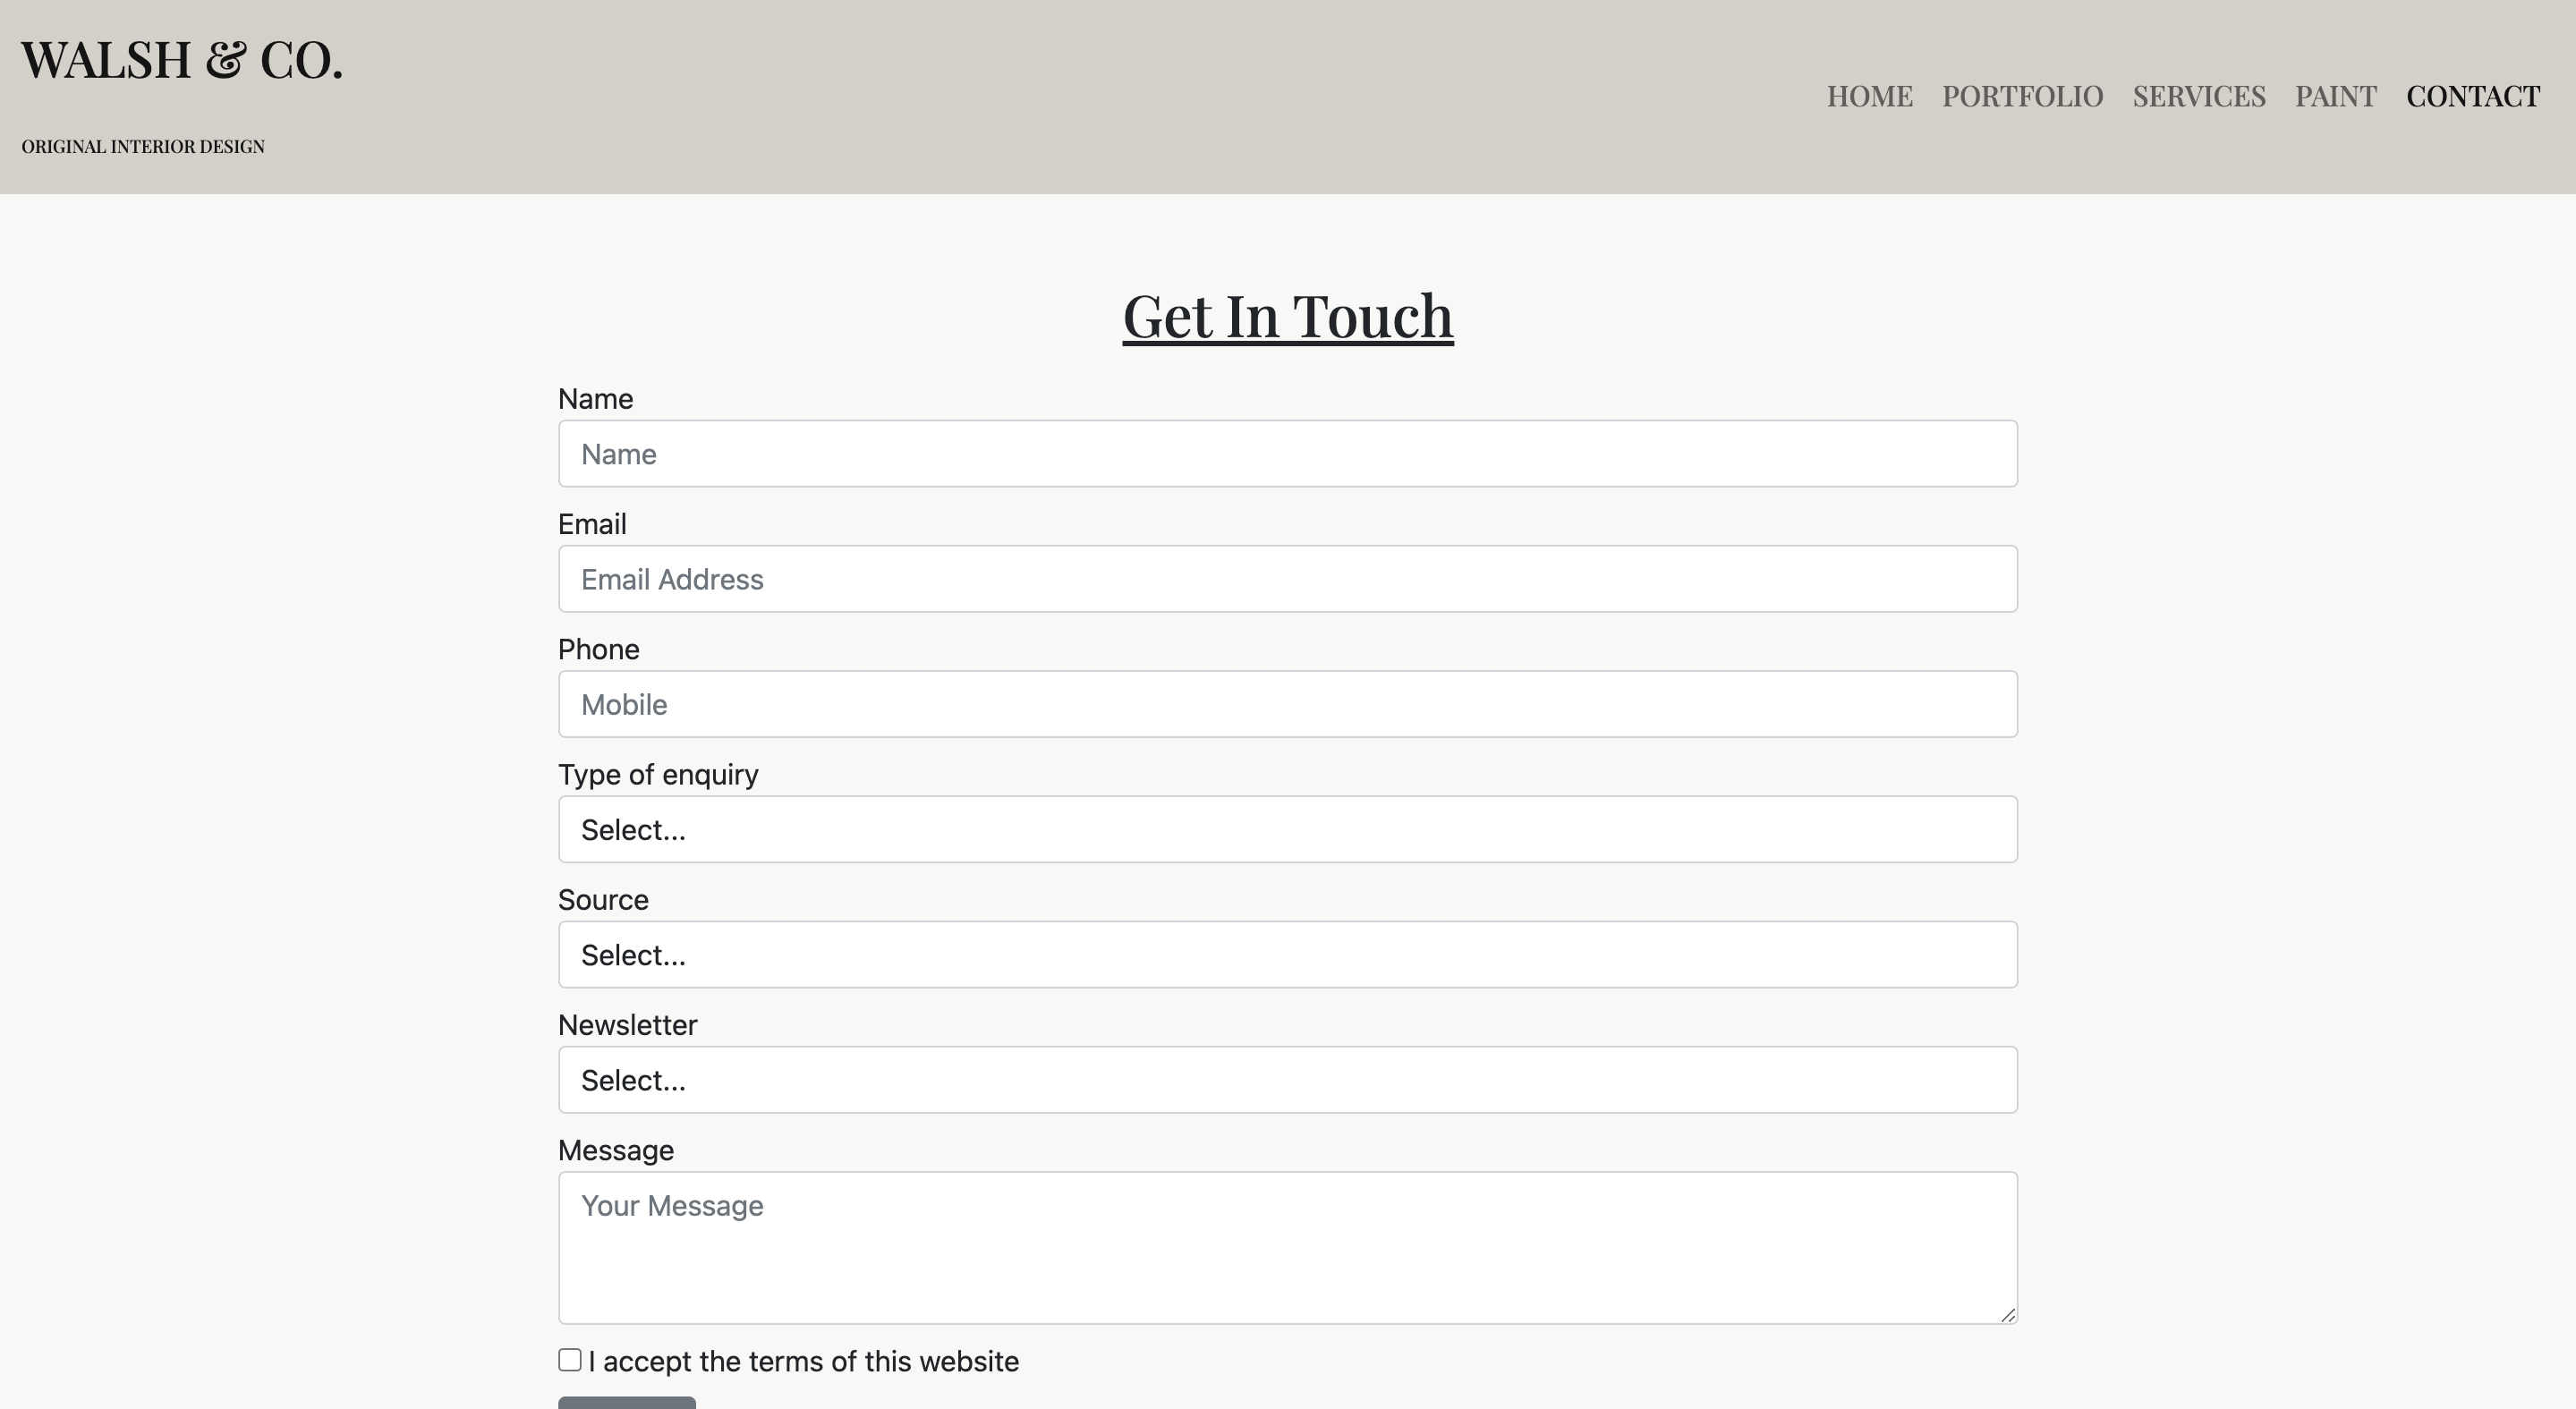 WALSH & CO.
ORIGINAL INTERIOR DESIGN
HOME PORTFOLIO SERVICES PAINT CONTACT
Get In Touch
Name
Name
Email
Email Address
Phone
Mobile
Type of enquiry
Select...
Source
Select...
Newsletter
Select...
Message
Your Message
I accept the terms of this website